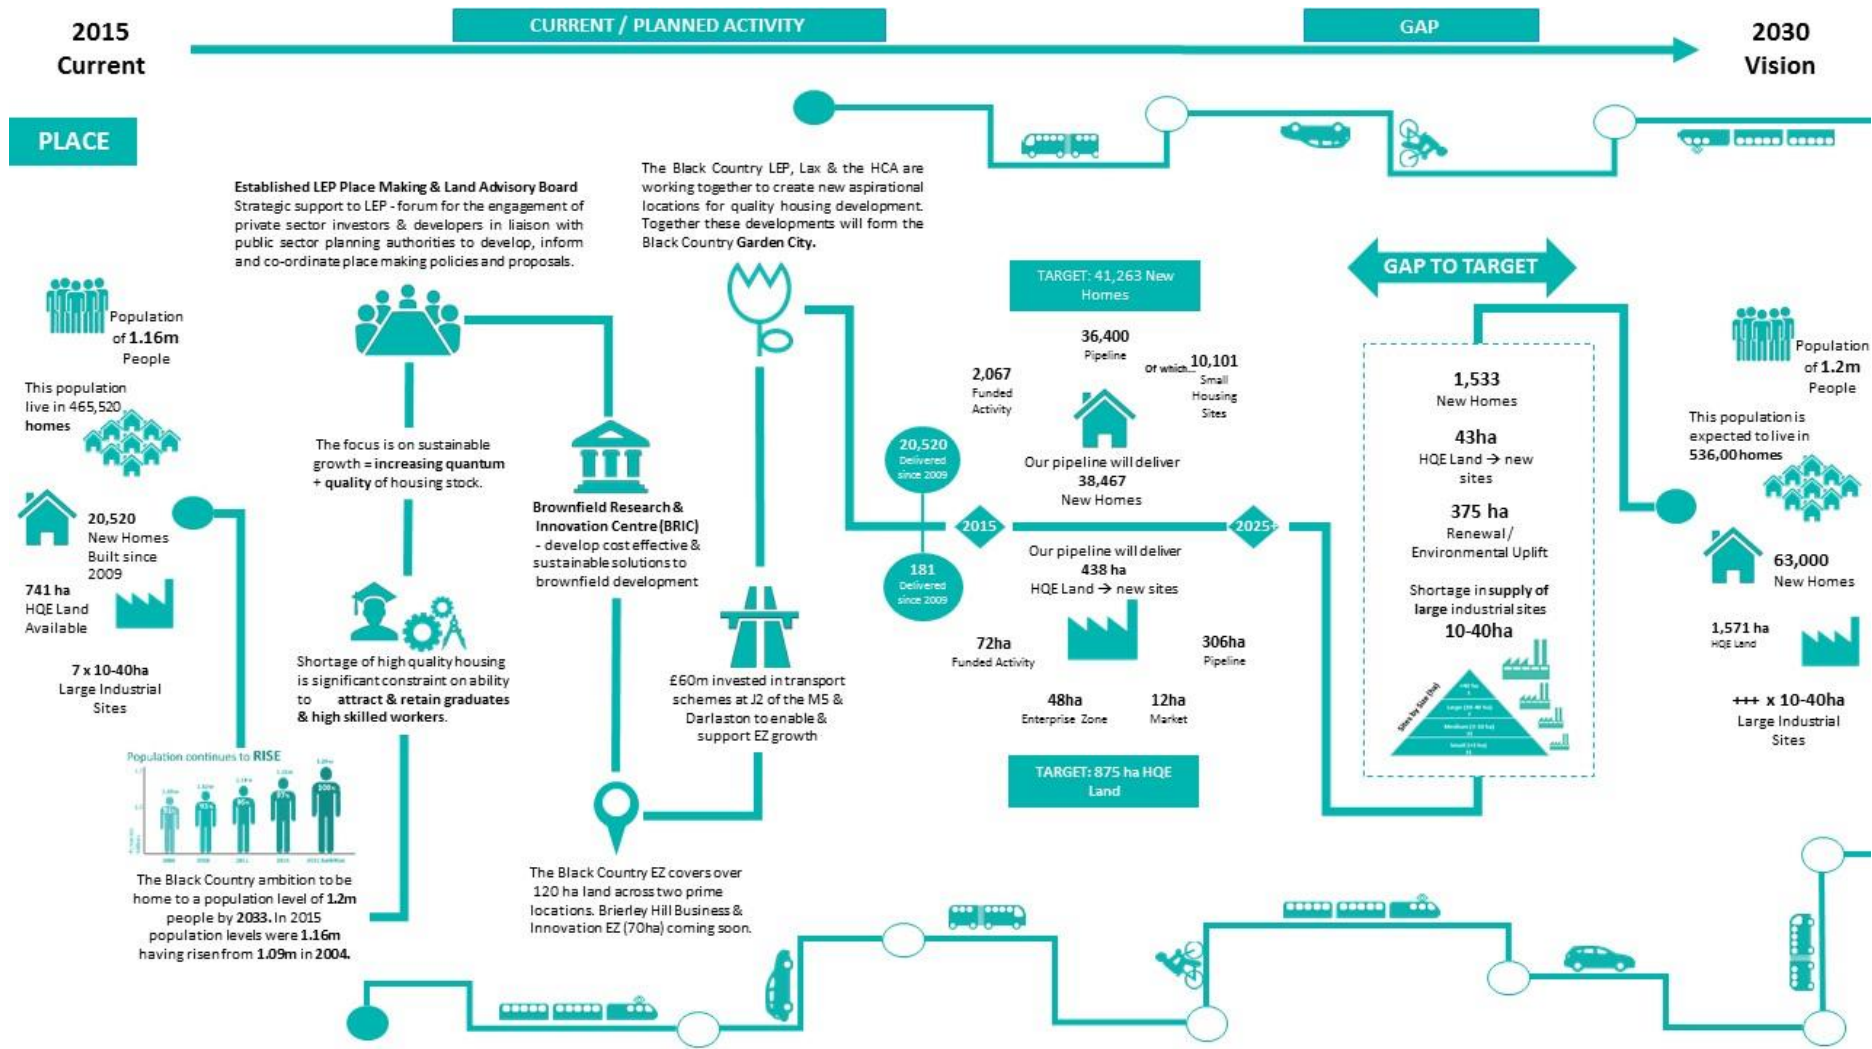 2015
Current
CURRENT / PLANNED ACTIVITY
GAP
2030
Vision
PLACE
Population
of 1.16m
People
This population
live in 465,520
homes
20,520
New Homes
Built since
2009
741 ha
HQE Land
Available
7 x 10-40ha
Large Industrial
Sites
Population continues to RISE
The Black Country ambition to be
home to a population level of 1.2m
people by 2033. In 2015
population levels were 1.16m
having risen from 1.09m in 2004.
Established LEP Place Making & Land Advisory Board
Strategic support to LEP - forum for the engagement of
private sector investors & developers in liaison with
public sector planning authorities to develop, inform
and co-ordinate place making policies and proposals.
The focus is on sustainable
growth = increasing quantum
+ quality of housing stock.
Shortage of high quality housing
is significant constraint on ability
to attract & retain graduates
& high skilled workers.
Brownfield Research &
Innovation Centre (BRIC)
- develop cost effective &
sustainable solutions to
brownfield development
The Black Country EZ covers over
120 ha land across two prime
locations. Brierley Hill Business &
Innovation EZ (70ha) coming soon.
The Black Country LEP, Lax & the HCA are
working together to create new aspirational
locations for quality housing development.
Together these developments will form the
Black Country Garden City.
£60m invested in transport
schemes at J2 of the M5 &
Darlaston to enable &
support EZ growth
20,520
Delivered
since 2009
181
Delivered
since 2009
2015
2025+
TARGET: 41,263 New
Homes
36,400
Pipeline
Of which...
10,101
Small
Housing
Sites
2,067
Funded
Activity
Our pipeline will deliver
38,467
New Homes
Our pipeline will deliver
438 ha
HQE Land → new sites
72ha
Funded Activity
306ha
Pipeline
48ha
Enterprise Zone
12ha
Market
TARGET: 875 ha HQE
Land
GAP TO TARGET
1,533
New Homes
43ha
HQE Land → new
sites
375 ha
Renewal /
Environmental Uplift
Shortage in supply of
large industrial sites
10-40ha
Sites by Size (ha)
Population
of 1.2m
People
This population is
expected to live in
536,00 homes
63,000
New Homes
1,571 ha
HQE Land
+++ x 10-40ha
Large Industrial
Sites